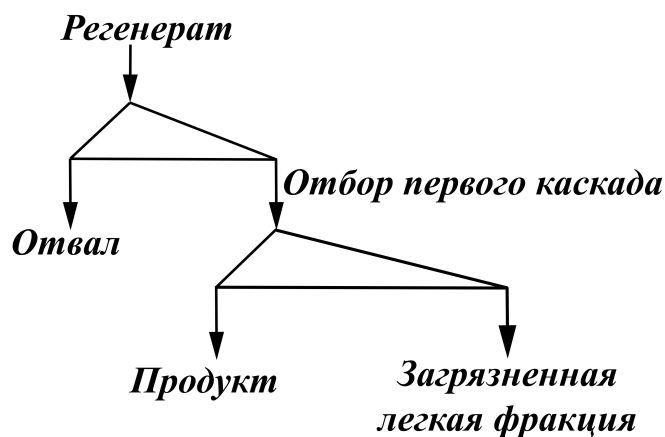 Регенерат
Отбор первого каскада
Отвал
Продукт
Загрязненная
легкая фракция